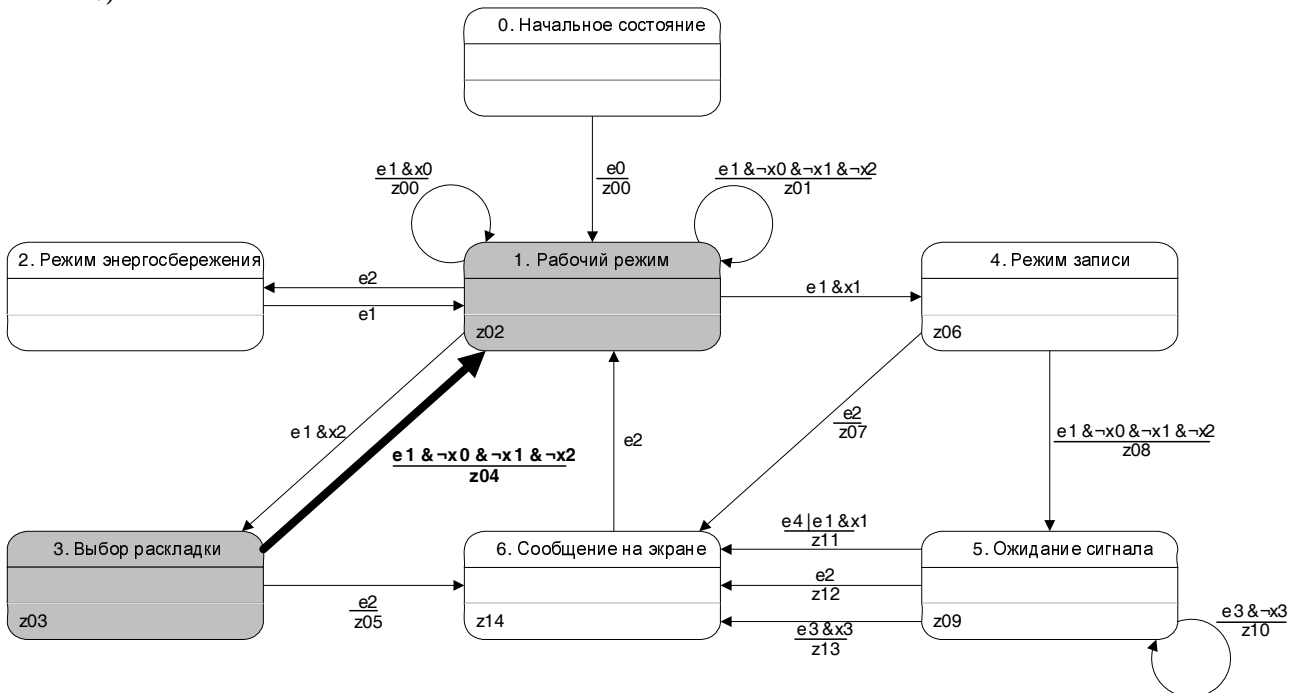 0. Начальное состояние
e1&x0
z00
e0
z00
e1&¬x0&¬x1&¬x2
z01
2. Режим энергосбережения
1. Рабочий режим
4. Режим записи
e2
e1
e1&x1
z02
z06
e1&x2
e1&¬x0&¬x1&¬x2
z04
e2
e2
z07
e1&¬x0&¬x1&¬x2
z08
3. Выбор раскладки
6. Сообщение на экране
5. Ожидание сигнала
e4|e1&x1
z11
e2
z12
e3&x3
z13
e2
z05
z03
z14
z09
e3&¬x3
z10